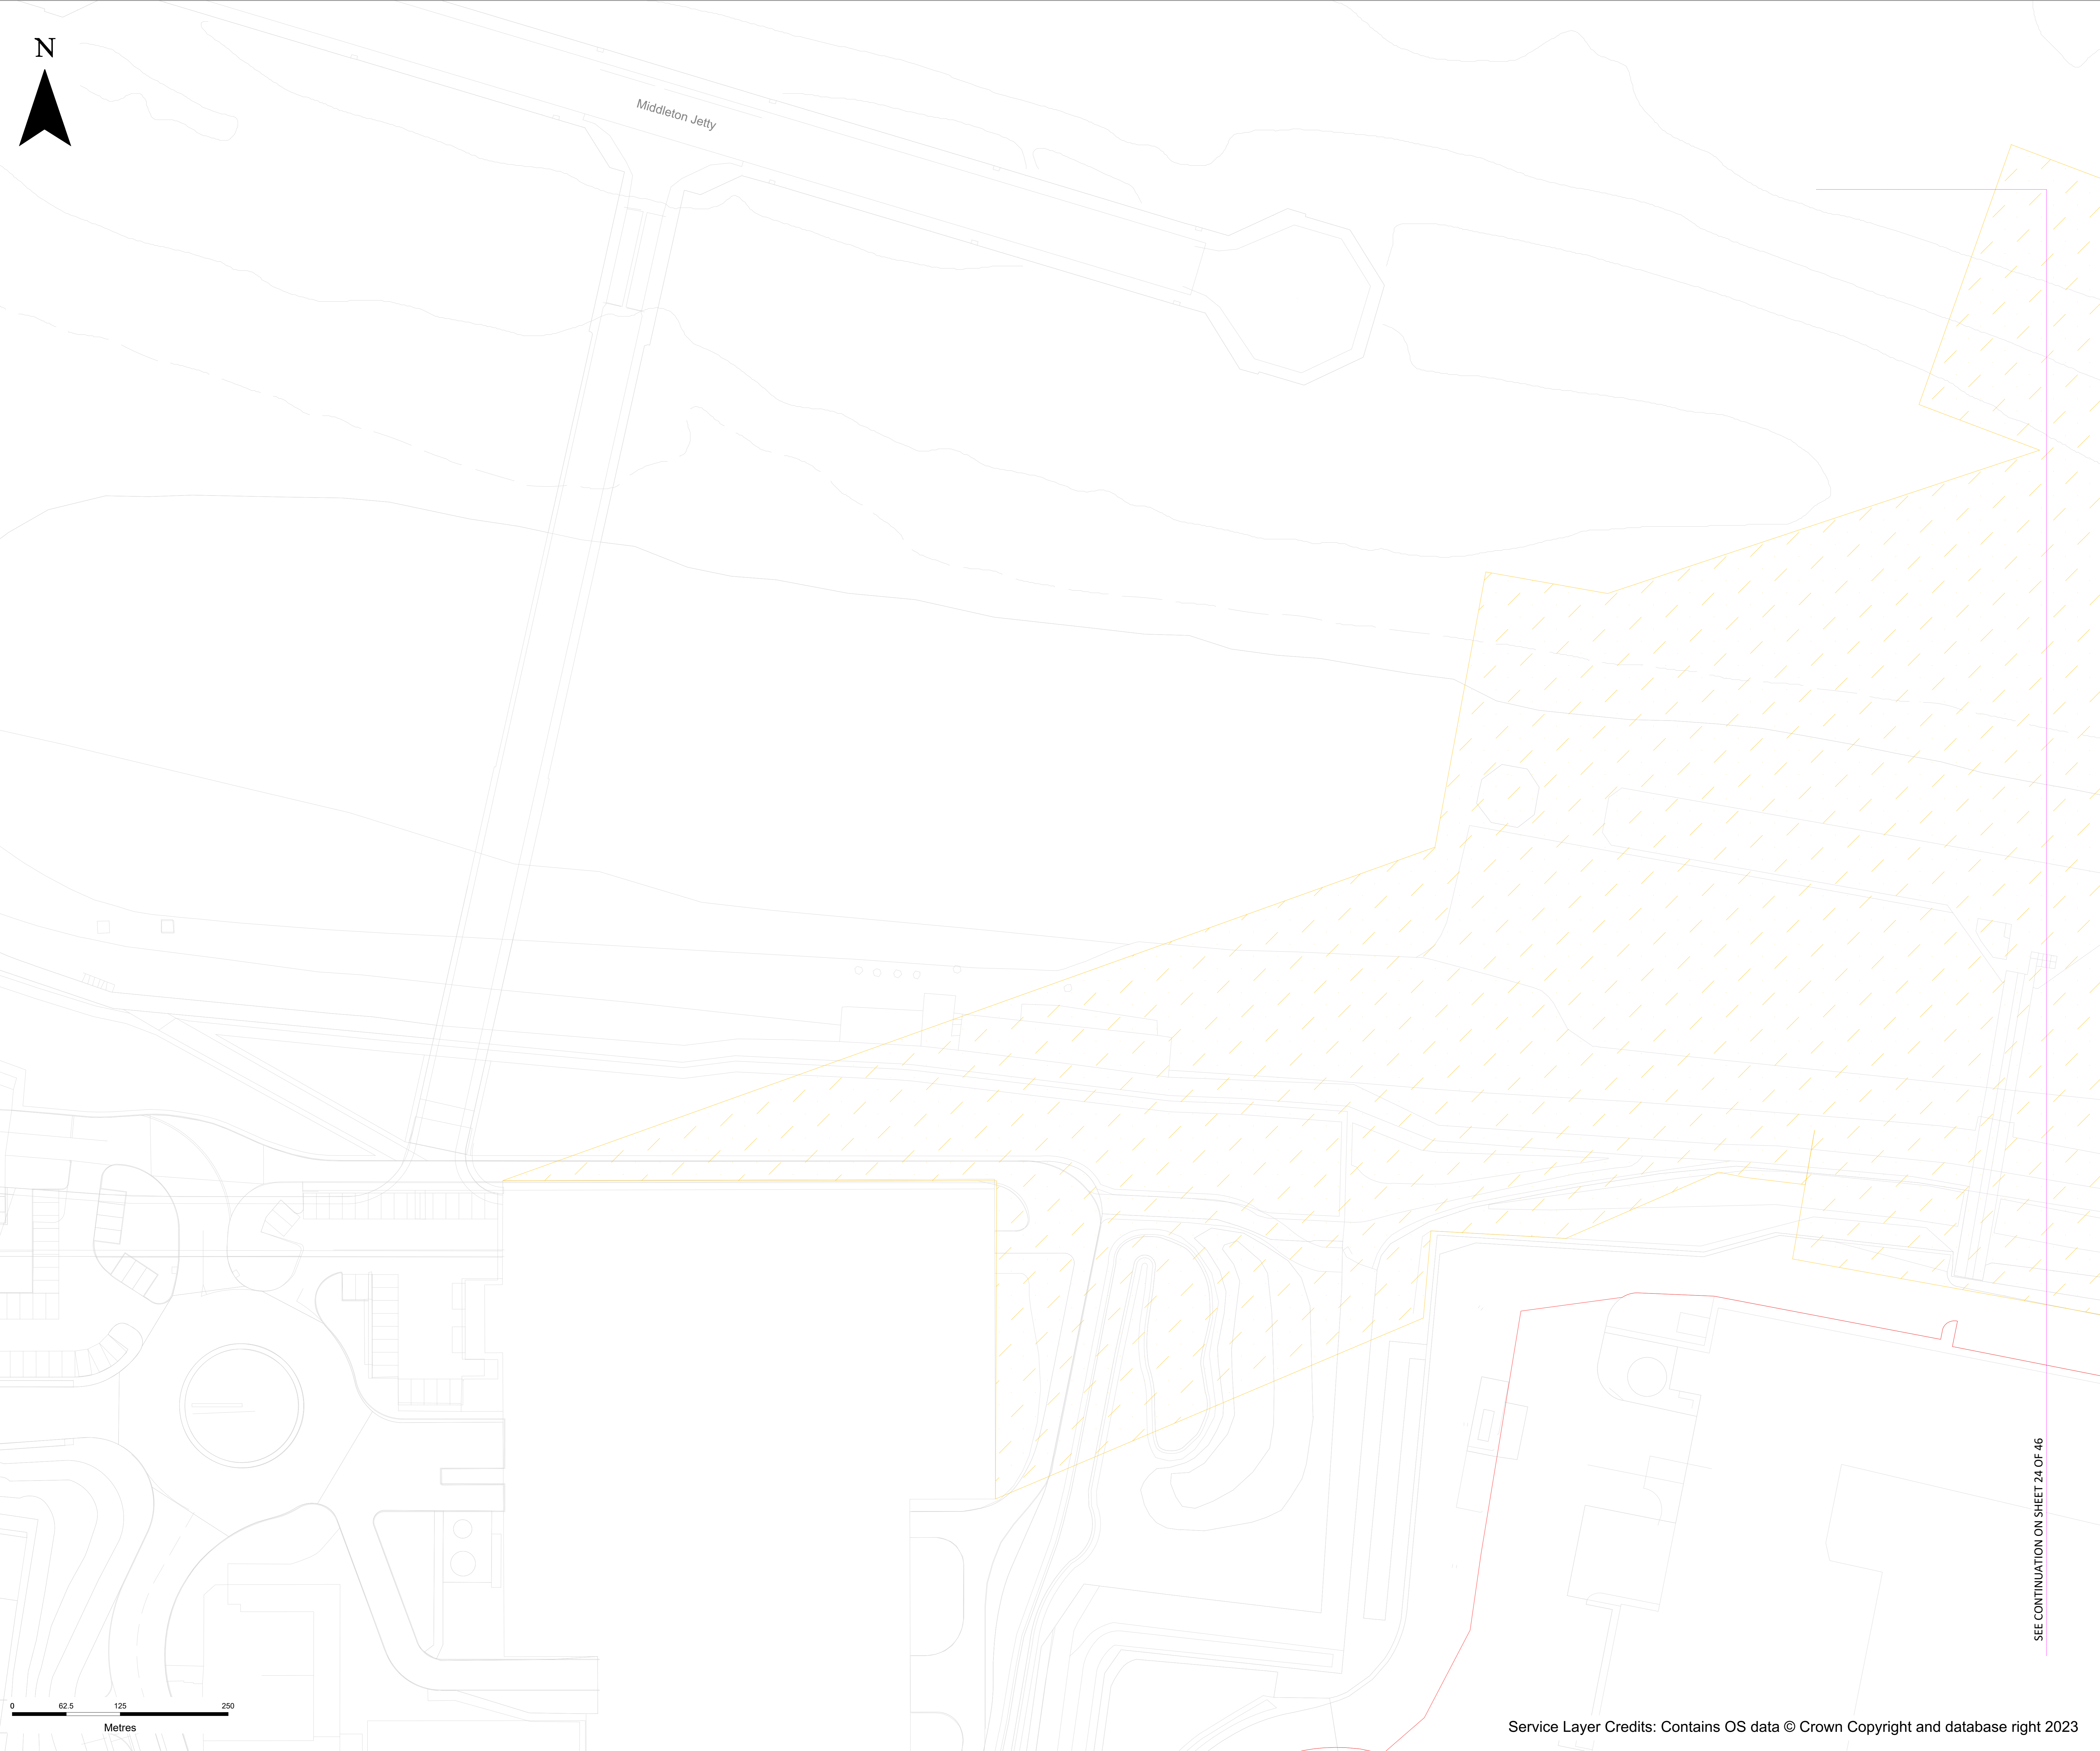 N
Middleton Jetty
SEE CONTINUATION ON SHEET 24 OF 46
0 62.5 125 250
Metres
Service Layer Credits: Contains OS data © Crown Copyright and database right 2023